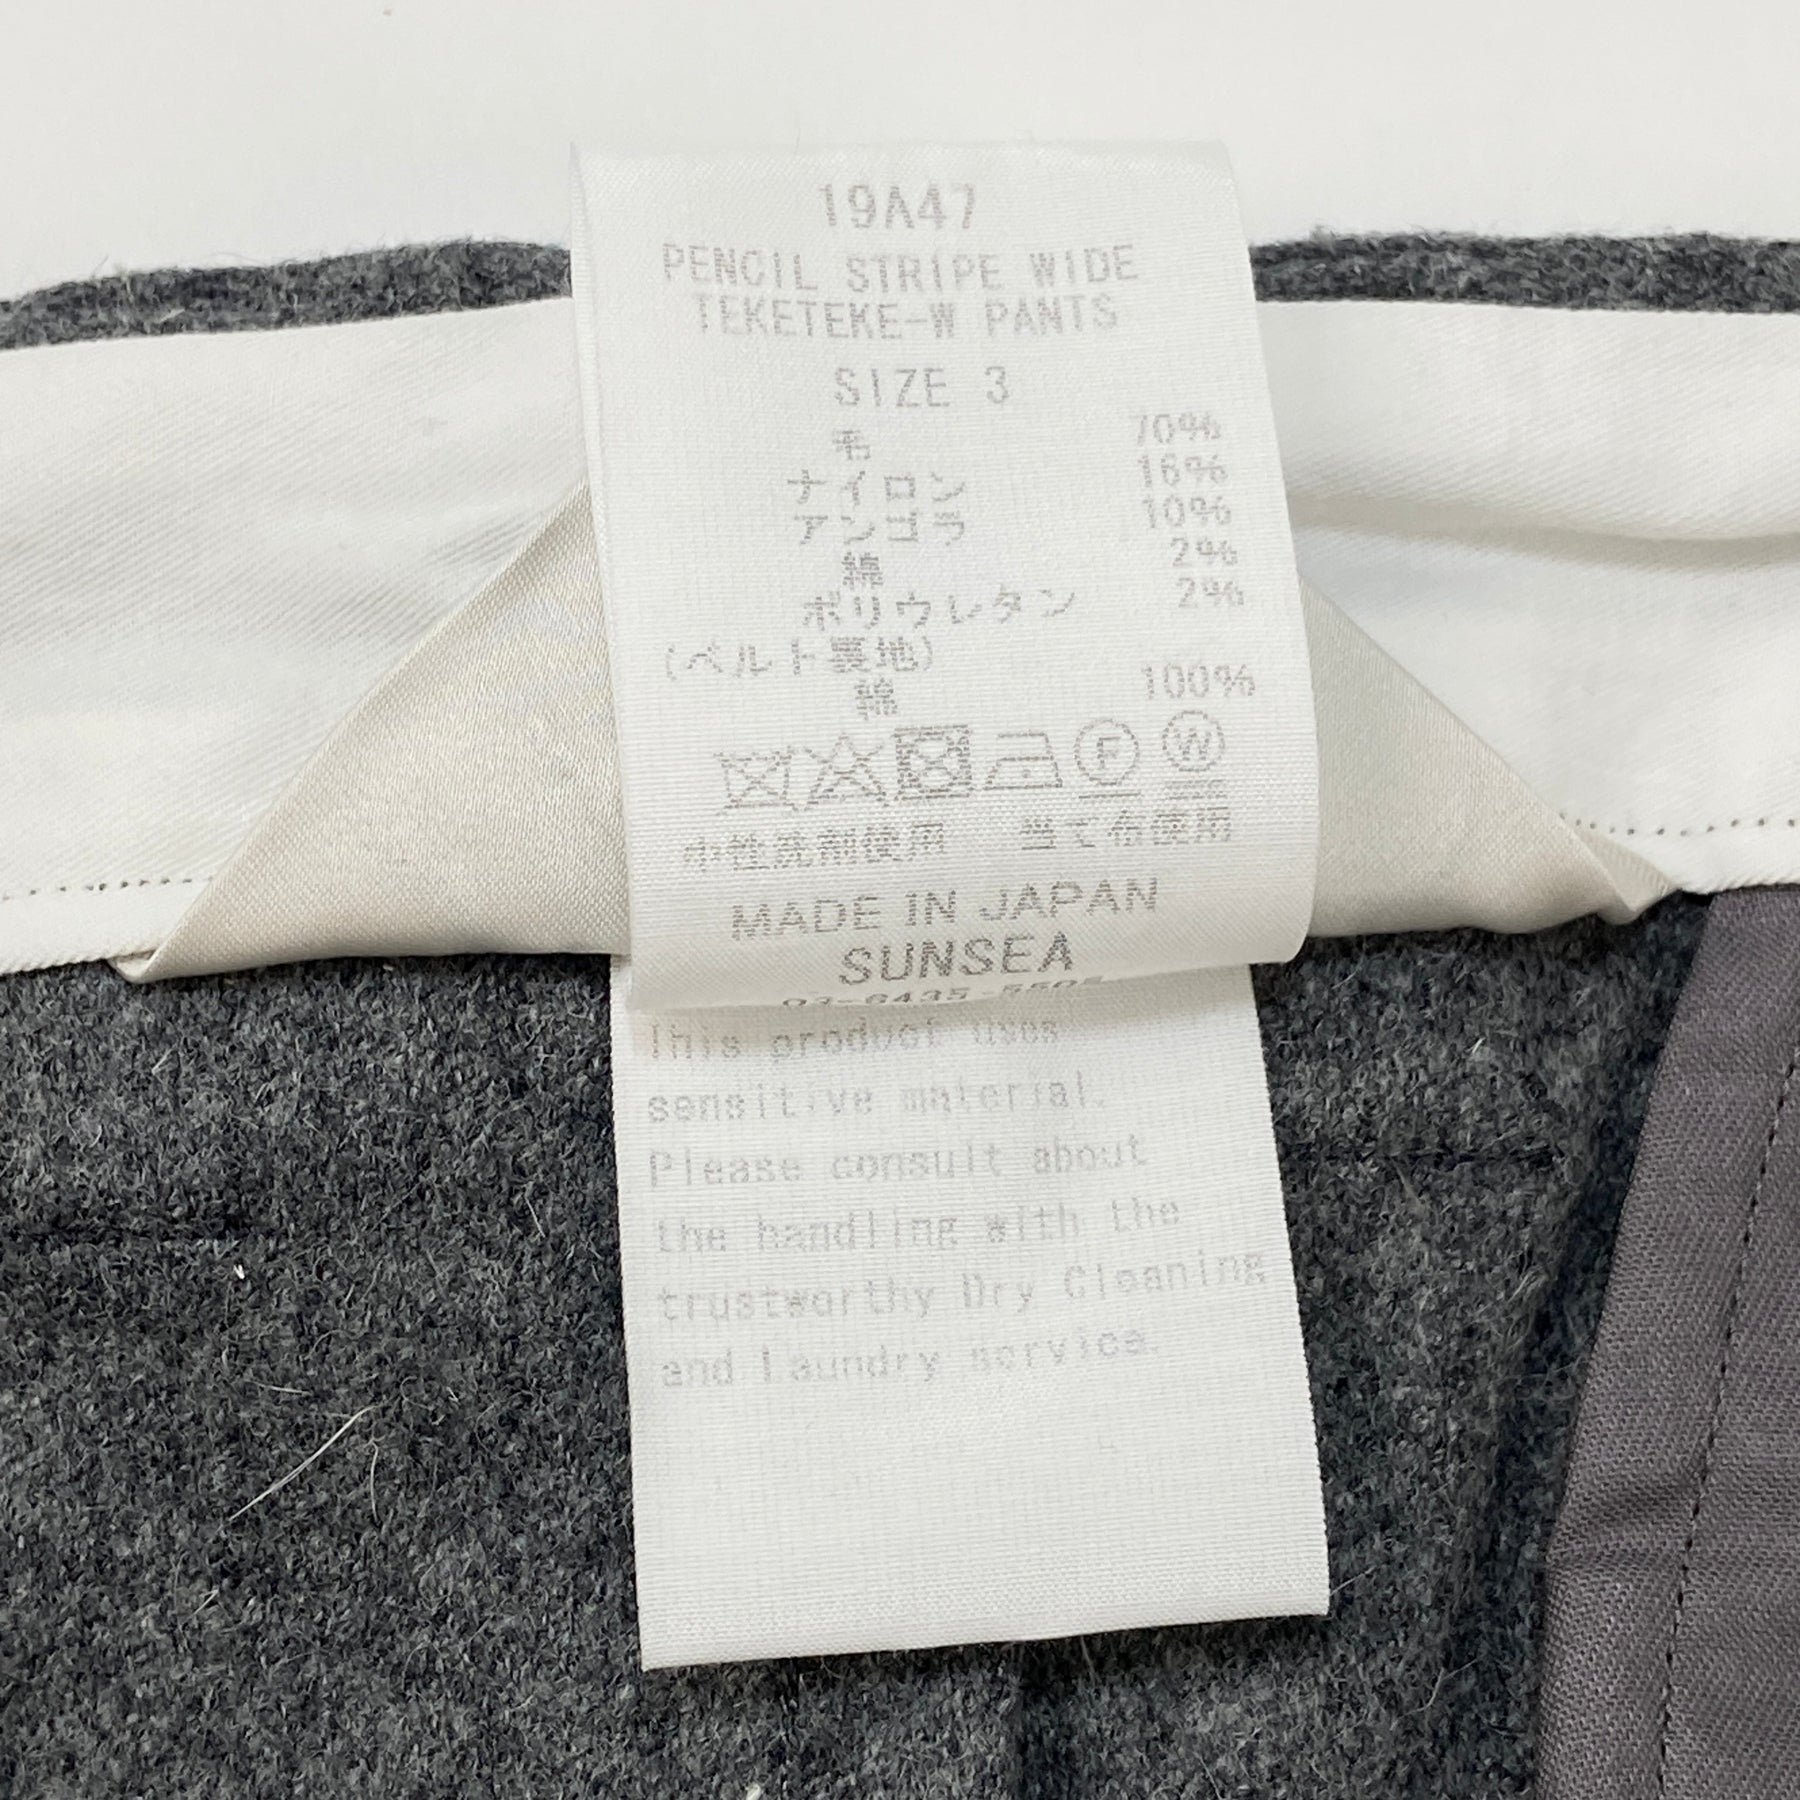 19A47
PENCIL STRIPE WIDE
TEKETEKE-W PANTS
SIZE 3
毛 70%
ナイロン 16%
アンゴラ 10%
綿 2%
ポリウレタン 2%
(ベルト裏地)
綿 100%
F W
中性洗剤使用 当て布使用
MADE IN JAPAN
SUNSEA
This product uses
sensitive material.
Please consult about
the handling with the
trustworthy Dry Cleaning
and laundry service.